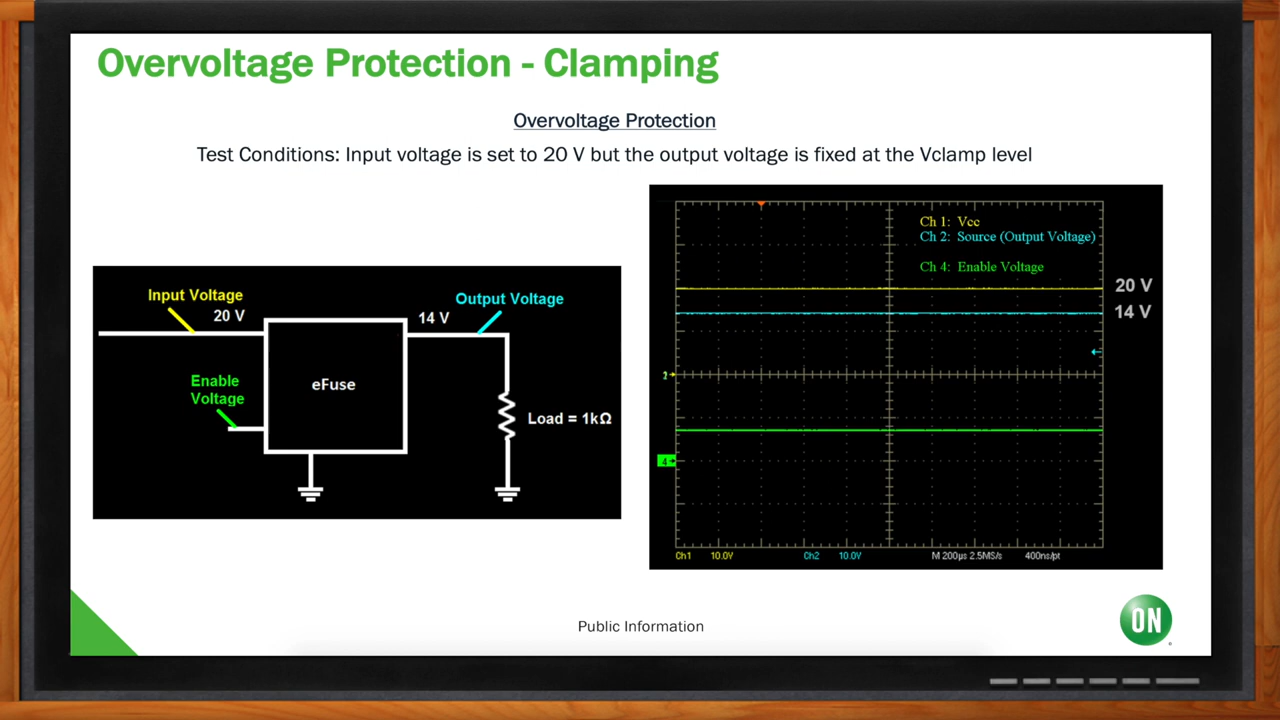 Overvoltage Protection - Clamping
Overvoltage Protection
Test Conditions: Input voltage is set to 20 V but the output voltage is fixed at the Vclamp level
Input Voltage
20 V
Output Voltage
14 V
Enable
Voltage
eFuse
Load = 1kΩ
Ch 1: Vcc
Ch 2: Source (Output Voltage)
Ch 4: Enable Voltage
20 V
14 V
4
Ch1 10.0V
Ch2 10.0V
M 200µs 2.5MS/s
400ns/pt
Public Information
ON